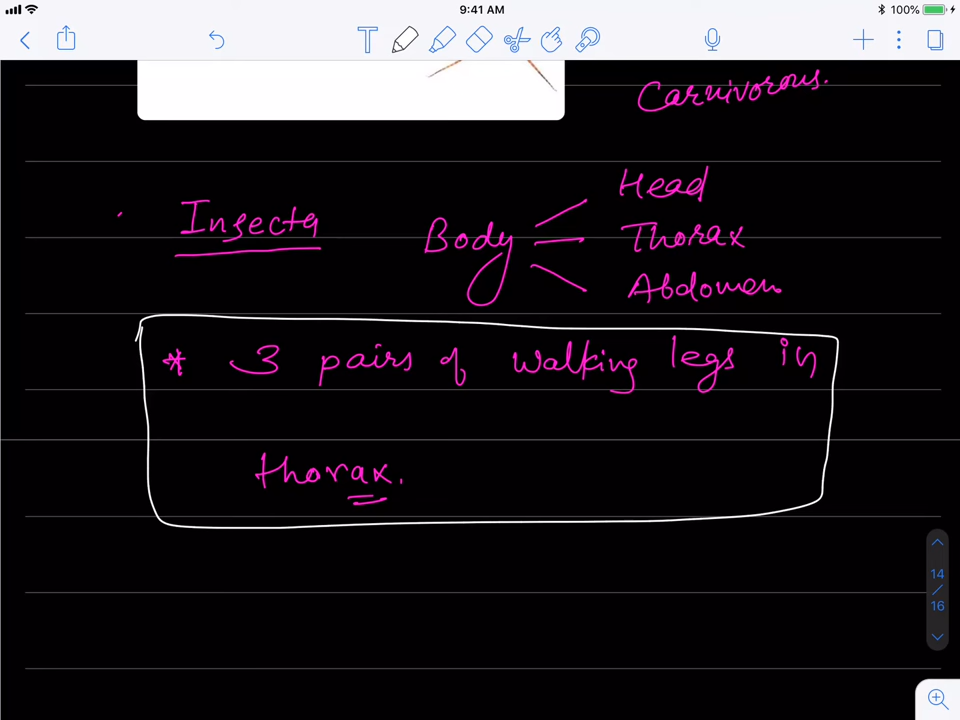 9:41 AM
100%
T
Carnivorous.
Insecta
Body
Head
Thorax
Abdomen.
* 3 pairs of walking legs in
thorax.
14
/
16